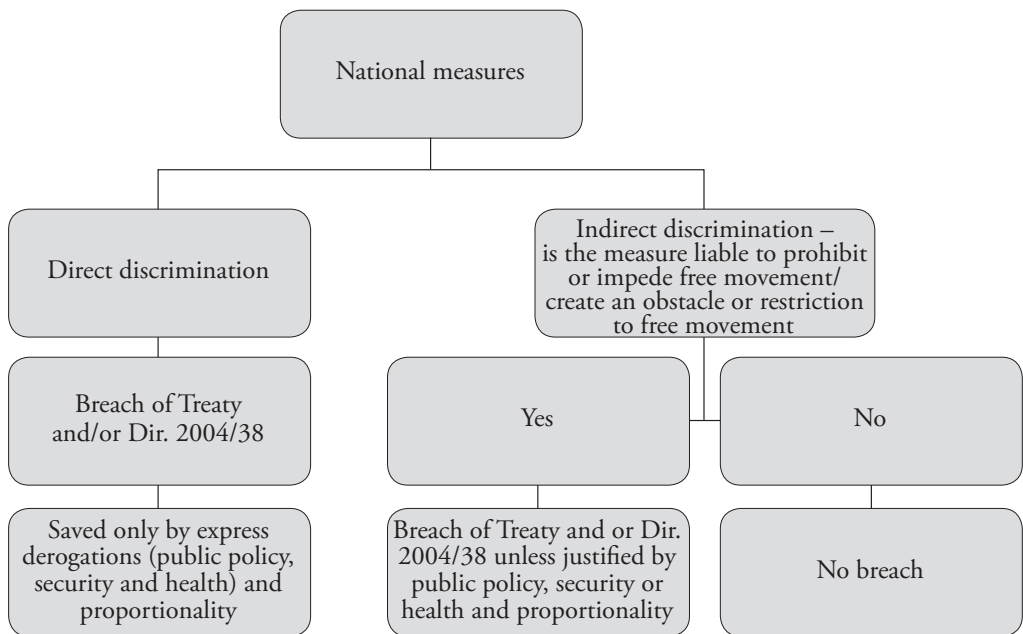 National measures
Direct discrimination
Indirect discrimination –
is the measure liable to prohibit
or impede free movement/
create an obstacle or restriction
to free movement
Breach of Treaty
and/or Dir. 2004/38
Yes
No
Saved only by express
derogations (public policy,
security and health) and
proportionality
Breach of Treaty and or Dir.
2004/38 unless justified by
public policy, security or
health and proportionality
No breach